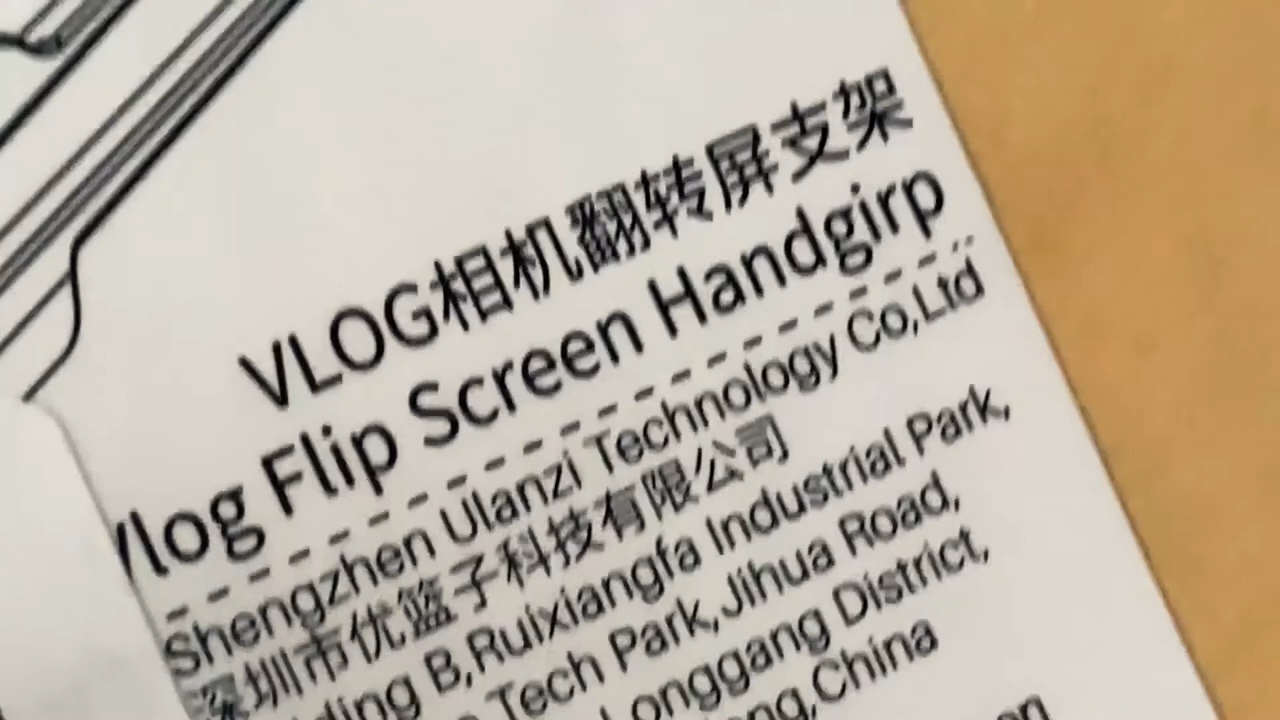 VLOG相机翻转屏支架
Vlog Flip Screen Handgirp
Shengzhen Ulanzi Technology Co,Ltd
深圳市优篮子科技有限公司
B,Ruixiangfa Industrial Park,
Tech Park,Jihua Road,
Longgang District,
China